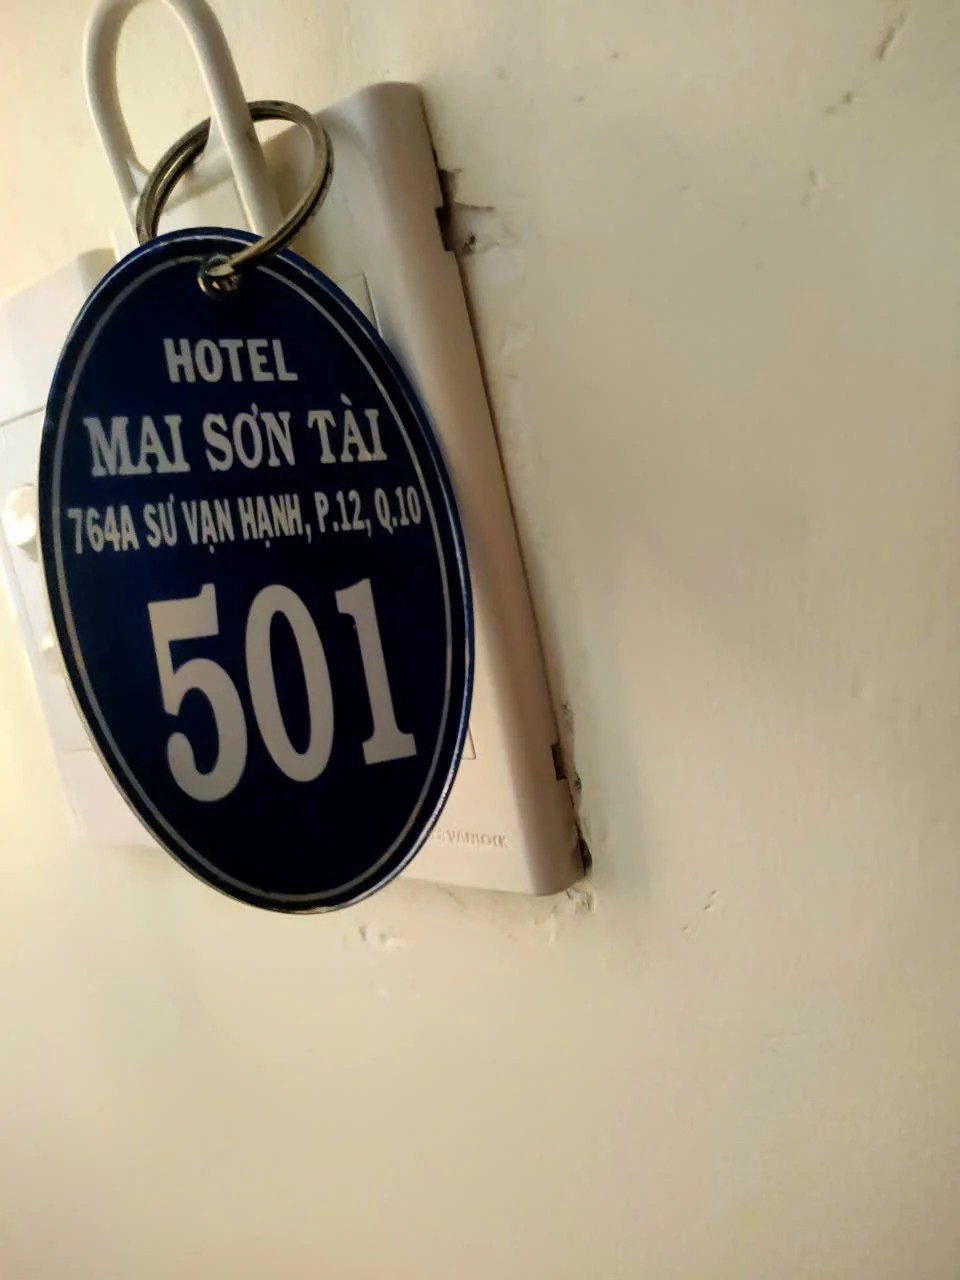 HOTEL
MAI SƠN TÀI
764A SƯ VẠN HẠNH, P.12, Q.10
501